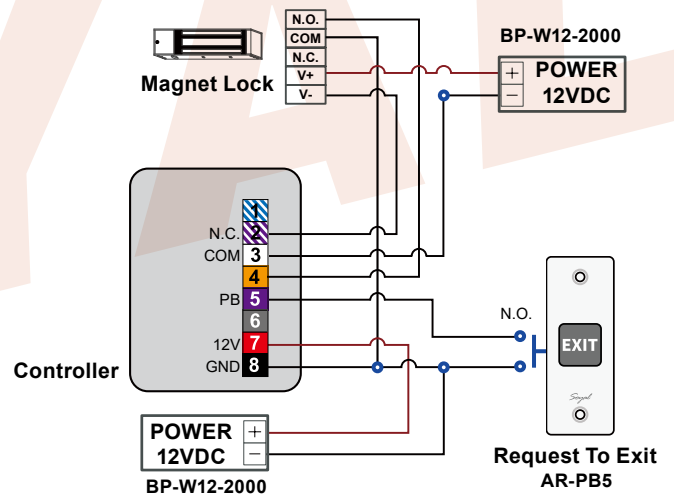 N.O.
COM
N.C.
V+
V-
Magnet Lock
BP-W12-2000
+ POWER
- 12VDC
1
N.C. 2
COM 3
4
PB 5
6
12V 7
GND 8
Controller
N.O.
EXIT
Soyal
Request To Exit
AR-PB5
POWER +
12VDC -
BP-W12-2000